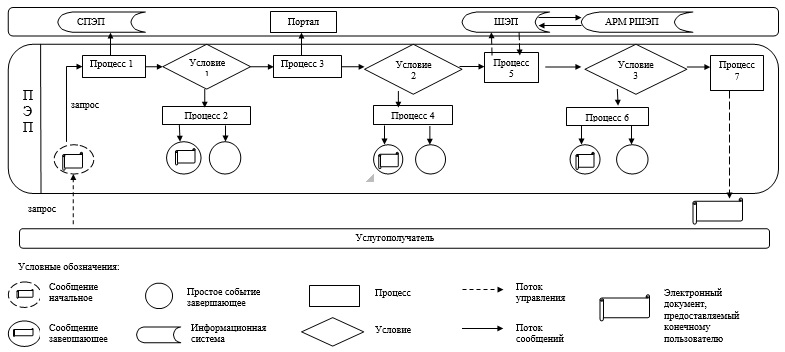 СПЭП
Портал
ШЭП
АРМ РШЭП
ПЭП
запрос
Процесс 1
Условие
1
Процесс 3
Условие
2
Процесс
5
Условие
3
Процесс
7
Процесс 2
Процесс 4
Процесс 6
запрос
Услугополучатель
Условные обозначения:
Сообщение
начальное
Простое событие
завершающее
Процесс
Поток
управления
Электронный
документ,
предоставляемый
конечному
пользователю
Сообщение
завершающее
Информационная
система
Условие
Поток
сообщений